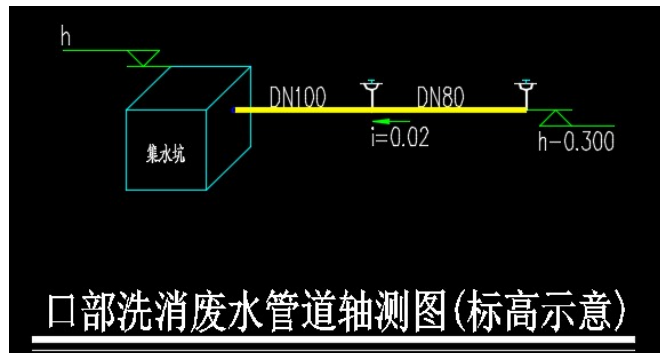 h
DN100
DN80
i=0.02
h-0.300
集水坑
口部洗消废水管道轴测图(标高示意)